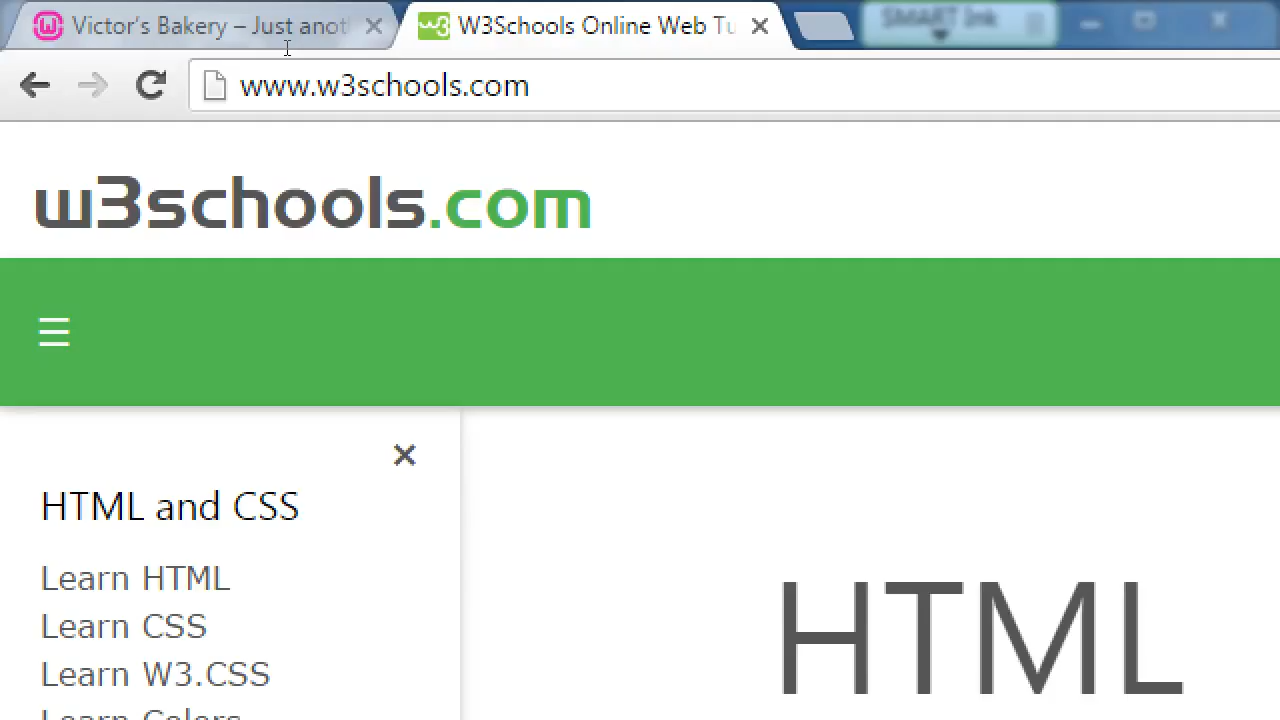 Victor's Bakery – Just anot
W3Schools Online Web Tu
SMART Ink
www.w3schools.com
w3schools.com
HTML and CSS
HTML
Learn HTML
Learn CSS
Learn W3.CSS
Learn Colors